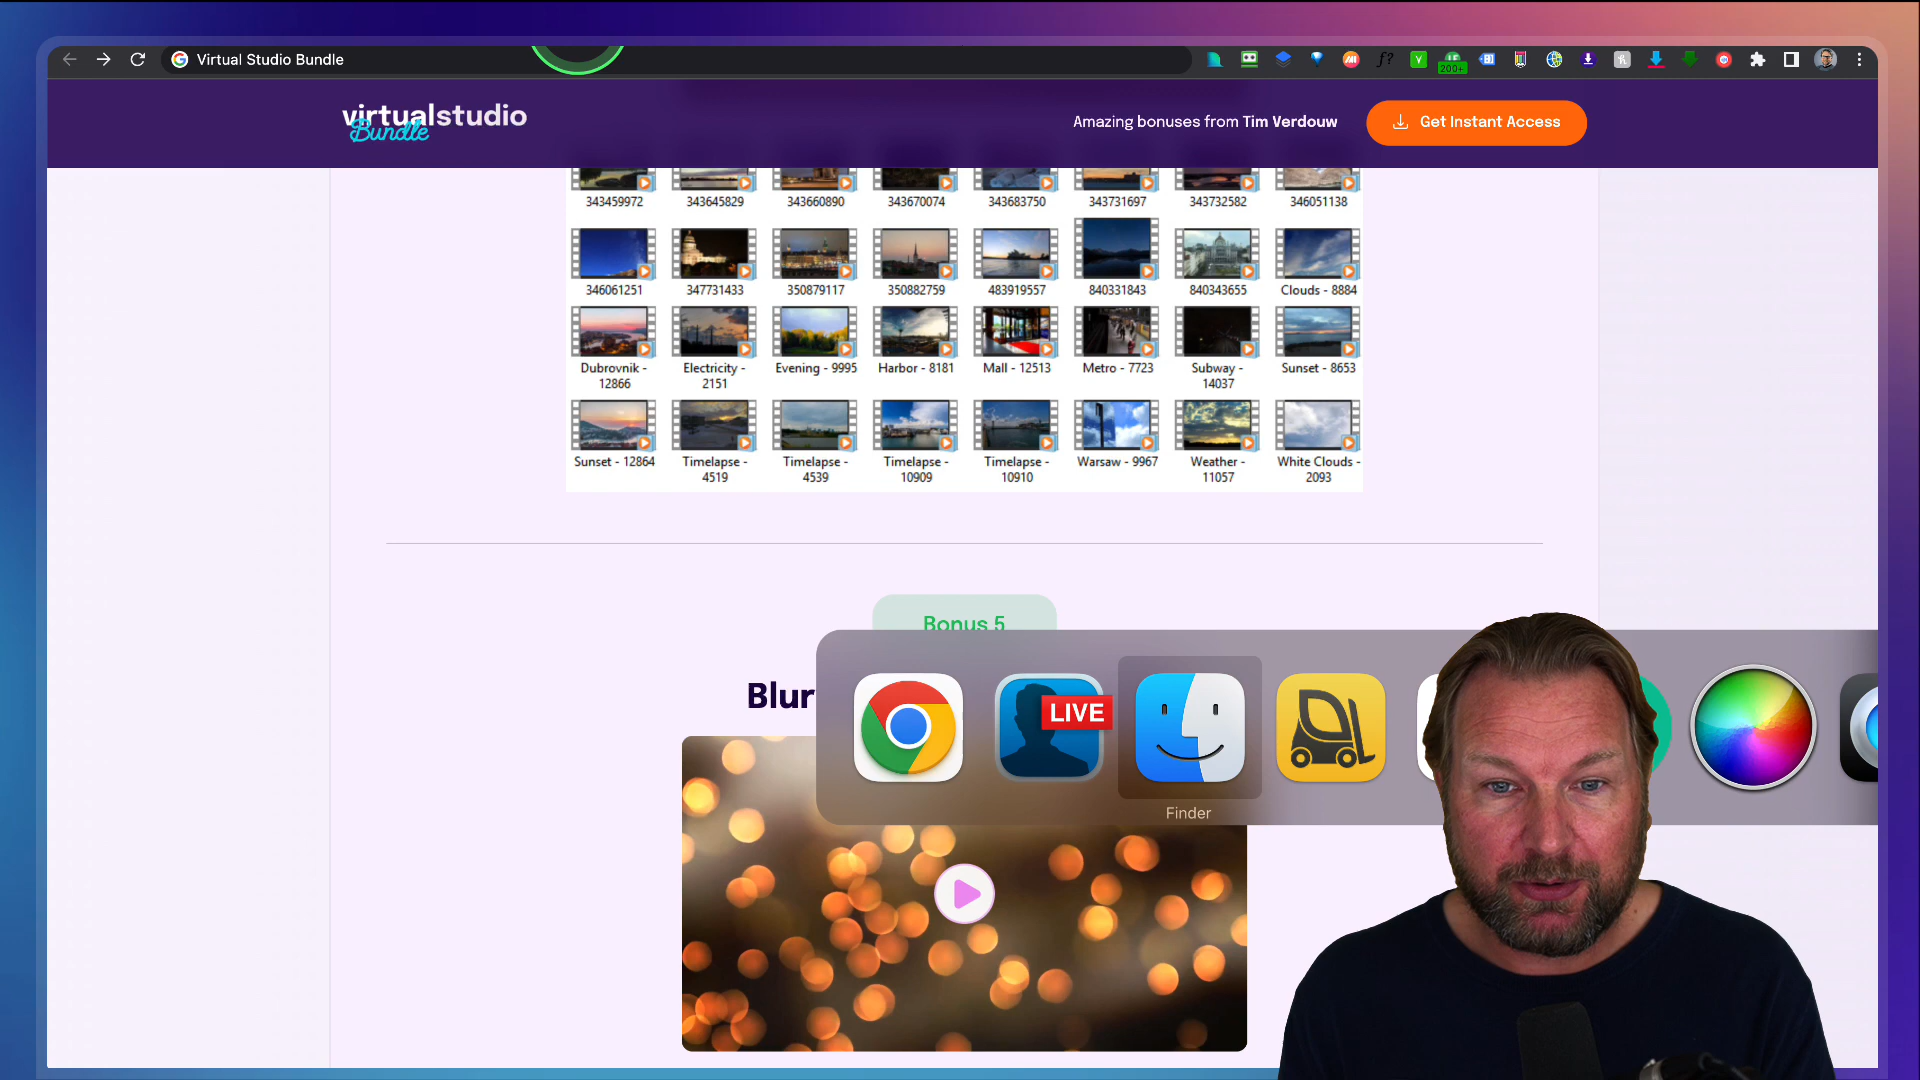 Virtual Studio Bundle
200+
virtualstudio
Bundle
Amazing bonuses from Tim Verdouw
Get Instant Access
343459972 343645829 343660890 343670074 343683750 343731697 343732582 346051138
346061251 347731433 350879117 350882759 483919557 840331843 840343655 Clouds - 8884
Dubrovnik - Electricity - Evening - 9995 Harbor - 8181 Mall - 12513 Metro - 7723 Subway - Sunset - 8653
12866 2151 14037
Sunset - 12864 Timelapse - Timelapse - Timelapse - Timelapse - Warsaw - 9967 Weather - White Clouds -
4519 4539 10909 10910 11057 2093
Bonus 5
Blur
LIVE
Finder